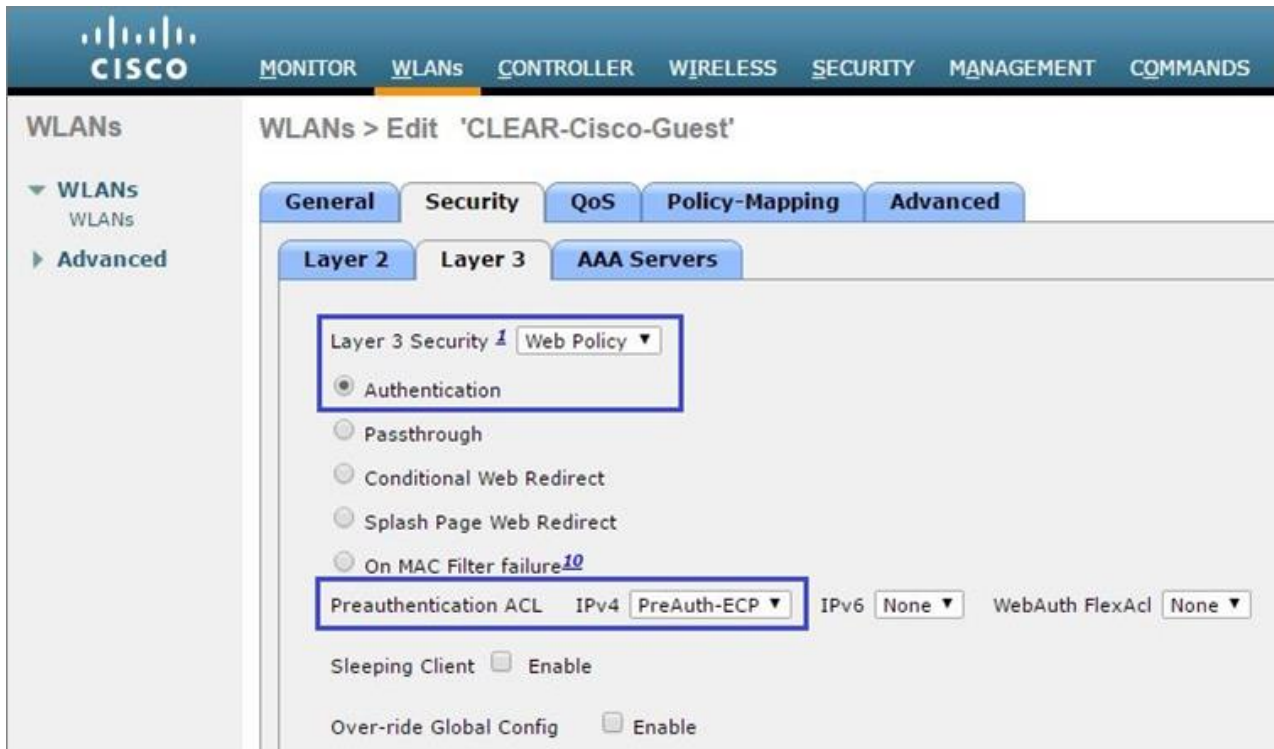 CISCO
MONITOR WLANs CONTROLLER WIRELESS SECURITY MANAGEMENT COMMANDS
WLANs
WLANs
WLANs
Advanced
WLANs > Edit 'CLEAR-Cisco-Guest'
General Security QoS Policy-Mapping Advanced
Layer 2 Layer 3 AAA Servers
Layer 3 Security 1 Web Policy
Authentication
Passthrough
Conditional Web Redirect
Splash Page Web Redirect
On MAC Filter failure10
Preauthentication ACL IPv4 PreAuth-ECP IPv6 None WebAuth FlexAcl None
Sleeping Client Enable
Over-ride Global Config Enable